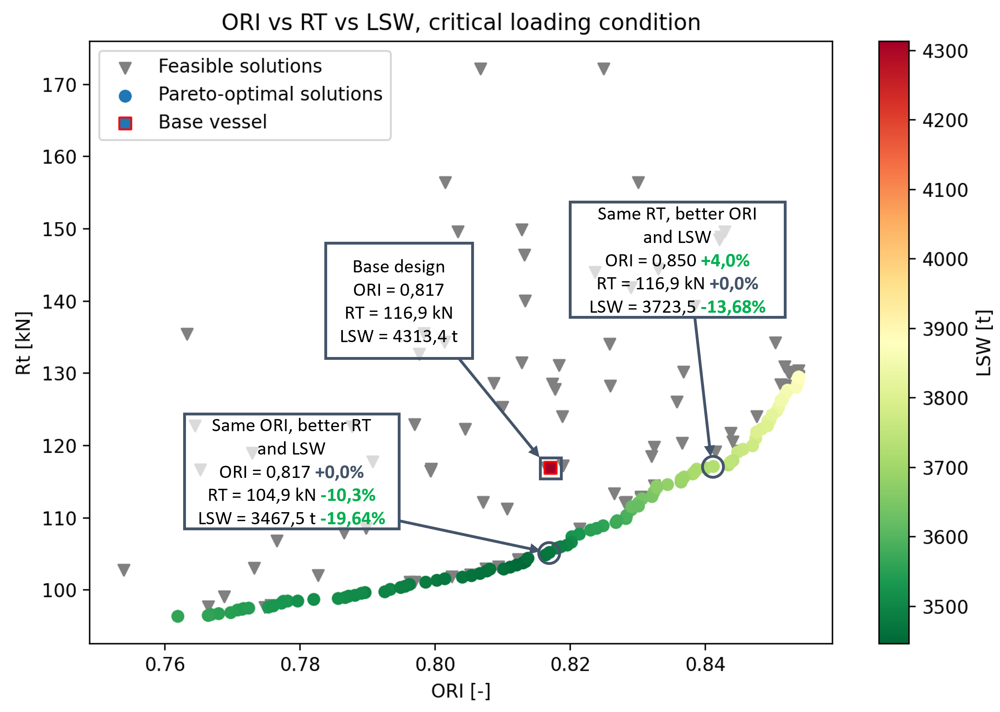 ORI vs RT vs LSW, critical loading condition
Feasible solutions
Pareto-optimal solutions
Base vessel
Same RT, better ORI
and LSW
ORI = 0,850 +4,0%
RT = 116,9 kN +0,0%
LSW = 3723,5 -13,68%
Base design
ORI = 0,817
RT = 116,9 kN
LSW = 4313,4 t
Same ORI, better RT
and LSW
ORI = 0,817 +0,0%
RT = 104,9 kN -10,3%
LSW = 3467,5 t -19,64%
Rt [kN]
170
160
150
140
130
120
110
100
0.76 0.78 0.80 0.82 0.84
ORI [-]
4300
4200
4100
4000
3900
3800
3700
3600
3500
LSW [t]